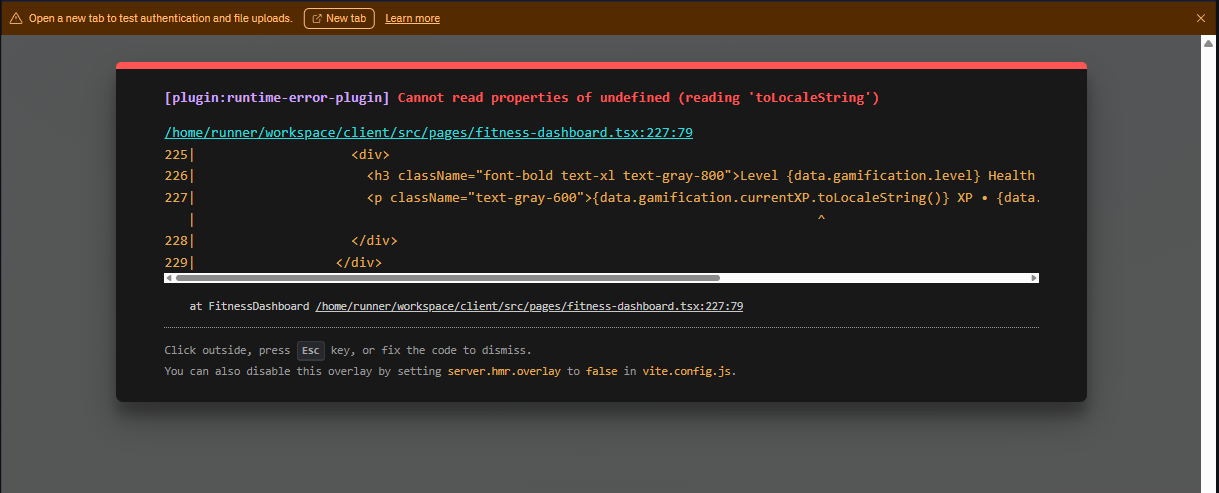 Open a new tab to test authentication and file uploads. New tab Learn more
[plugin:runtime-error-plugin] Cannot read properties of undefined (reading 'toLocaleString')
/home/runner/workspace/client/src/pages/fitness-dashboard.tsx:227:79
225| <div>
226| <h3 className="font-bold text-xl text-gray-800">Level {data.gamification.level} Health
227| <p className="text-gray-600">{data.gamification.currentXP.toLocaleString()} XP • {data.
| ^
228| </div>
229| </div>
at FitnessDashboard /home/runner/workspace/client/src/pages/fitness-dashboard.tsx:227:79
Click outside, press Esc key, or fix the code to dismiss.
You can also disable this overlay by setting server.hmr.overlay to false in vite.config.js.